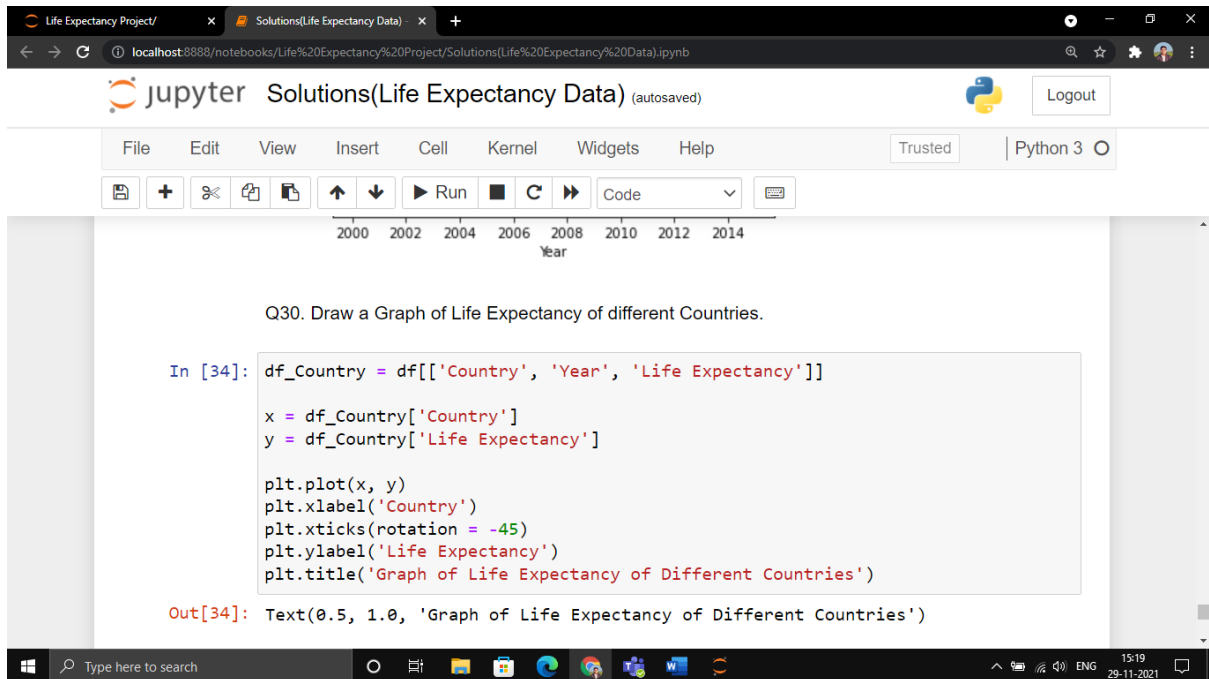 Life Expectancy Project/
Solutions(Life Expectancy Data) -
localhost:8888/notebooks/Life%20Expectancy%20Project/Solutions(Life%20Expectancy%20Data).ipynb
jupyter Solutions(Life Expectancy Data) (autosaved)
Logout
File Edit View Insert Cell Kernel Widgets Help
Trusted
Python 3
Run
Code
2000 2002 2004 2006 2008 2010 2012 2014
Year
Q30. Draw a Graph of Life Expectancy of different Countries.
In [34]: df_Country = df[['Country', 'Year', 'Life Expectancy']]
x = df_Country['Country']
y = df_Country['Life Expectancy']
plt.plot(x, y)
plt.xlabel('Country')
plt.xticks(rotation = -45)
plt.ylabel('Life Expectancy')
plt.title('Graph of Life Expectancy of Different Countries')
Out[34]: Text(0.5, 1.0, 'Graph of Life Expectancy of Different Countries')
Type here to search
ENG
15:19
29-11-2021